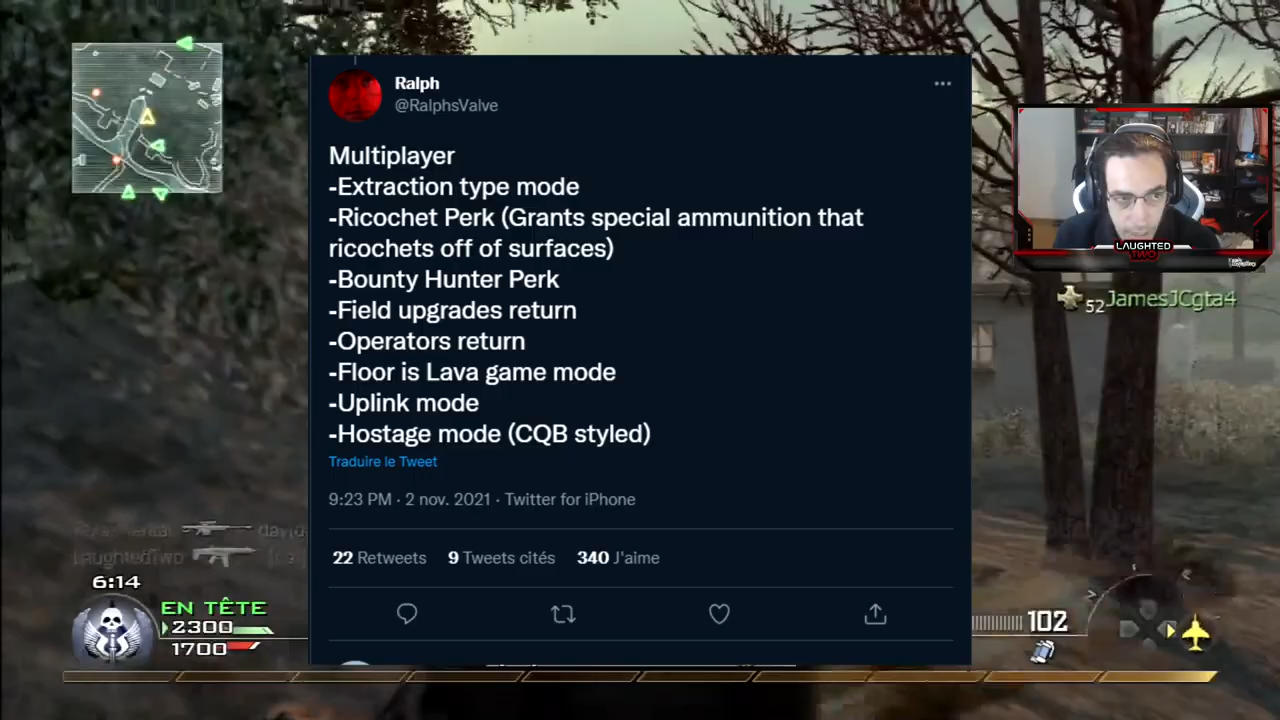 Ralph
@RalphsValve
Multiplayer
-Extraction type mode
-Ricochet Perk (Grants special ammunition that
ricochets off of surfaces)
-Bounty Hunter Perk
-Field upgrades return
-Operators return
-Floor is Lava game mode
-Uplink mode
-Hostage mode (CQB styled)
Traduire le Tweet
9:23 PM · 2 nov. 2021 · Twitter for iPhone
22 Retweets 9 Tweets cités 340 J'aime
LAUGHTED
TWO
52 JamesJCgta4
LaughtedTwo
6:14
EN TÊTE
2300
1700
102